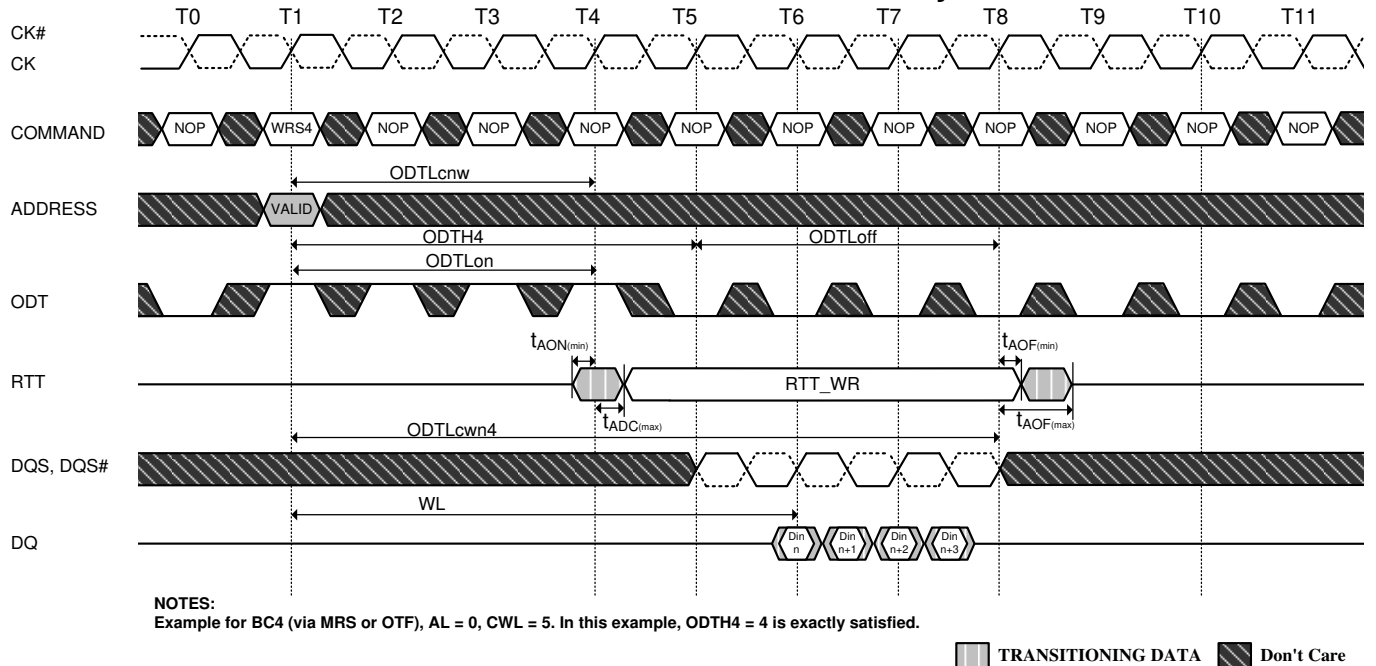 T0 T1 T2 T3 T4 T5 T6 T7 T8 T9 T10 T11
CK#
CK
COMMAND NOP WRS4 NOP NOP NOP NOP NOP NOP NOP NOP NOP NOP
ODTLcnw
ADDRESS VALID
ODTH4 ODTLoff
ODTLon
ODT
tAON(min) tAOF(min)
RTT RTT_WR
tADC(max) tAOF(max)
ODTLcwn4
DQS, DQS#
WL
DQ Din n Din n+1 Din n+2 Din n+3
NOTES:
Example for BC4 (via MRS or OTF), AL = 0, CWL = 5. In this example, ODTH4 = 4 is exactly satisfied.
TRANSITIONING DATA Don't Care